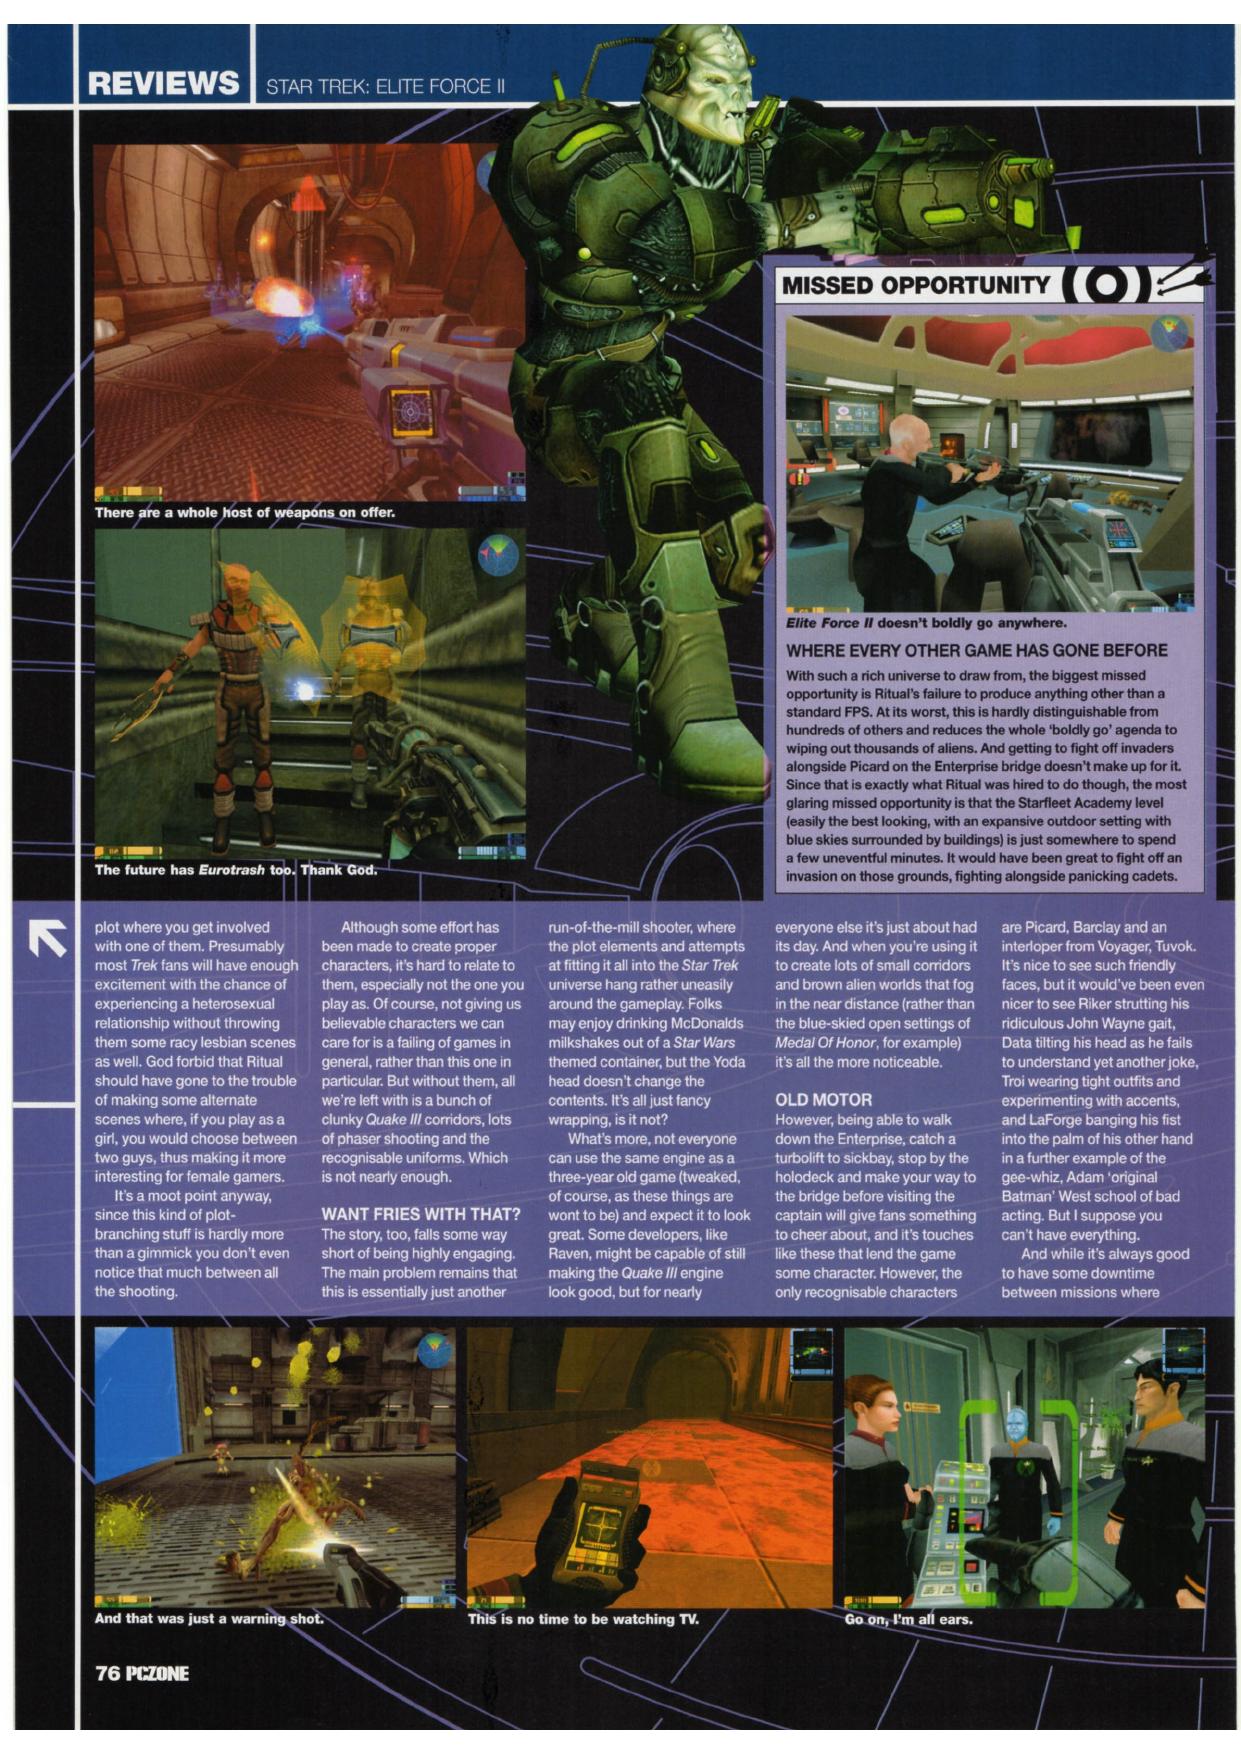 REVIEWS
STAR TREK: ELITE FORCE II
There are a whole host of weapons on offer.
The future has Eurotrash too. Thank God.
MISSED OPPORTUNITY
Elite Force II doesn't boldly go anywhere.
WHERE EVERY OTHER GAME HAS GONE BEFORE
With such a rich universe to draw from, the biggest missed
opportunity is Ritual's failure to produce anything other than a
standard FPS. At its worst, this is hardly distinguishable from
hundreds of others and reduces the whole 'boldly go' agenda to
wiping out thousands of aliens. And getting to fight off invaders
alongside Picard on the Enterprise bridge doesn't make up for it.
Since that is exactly what Ritual was hired to do though, the most
glaring missed opportunity is that the Starfleet Academy level
(easily the best looking, with an expansive outdoor setting with
blue skies surrounded by buildings) is just somewhere to spend
a few uneventful minutes. It would have been great to fight off an
invasion on those grounds, fighting alongside panicking cadets.
plot where you get involved
with one of them. Presumably
most Trek fans will have enough
excitement with the chance of
experiencing a heterosexual
relationship without throwing
them some racy lesbian scenes
as well. God forbid that Ritual
should have gone to the trouble
of making some alternate
scenes where, if you play as a
girl, you would choose between
two guys, thus making it more
interesting for female gamers.
It's a moot point anyway,
since this kind of plot-
branching stuff is hardly more
than a gimmick you don't even
notice that much between all
the shooting.
Although some effort has
been made to create proper
characters, it's hard to relate to
them, especially not the one you
play as. Of course, not giving us
believable characters we can
care for is a failing of games in
general, rather than this one in
particular. But without them, all
we're left with is a bunch of
clunky Quake III corridors, lots
of phaser shooting and the
recognisable uniforms. Which
is not nearly enough.
WANT FRIES WITH THAT?
The story, too, falls some way
short of being highly engaging.
The main problem remains that
this is essentially just another
run-of-the-mill shooter, where
the plot elements and attempts
at fitting it all into the Star Trek
universe hang rather uneasily
around the gameplay. Folks
may enjoy drinking McDonalds
milkshakes out of a Star Wars
themed container, but the Yoda
head doesn't change the
contents. It's all just fancy
wrapping, is it not?
What's more, not everyone
can use the same engine as a
three-year old game (tweaked,
of course, as these things are
wont to be) and expect it to look
great. Some developers, like
Raven, might be capable of still
making the Quake III engine
look good, but for nearly
everyone else it's just about had
its day. And when you're using it
to create lots of small corridors
and brown alien worlds that fog
in the near distance (rather than
the blue-skied open settings of
Medal Of Honor, for example)
it's all the more noticeable.
OLD MOTOR
However, being able to walk
down the Enterprise, catch a
turbolift to sickbay, stop by the
holodeck and make your way to
the bridge before visiting the
captain will give fans something
to cheer about, and it's touches
like these that lend the game
some character. However, the
only recognisable characters
are Picard, Barclay and an
interloper from Voyager, Tuvok.
It's nice to see such friendly
faces, but it would've been even
nicer to see Riker strutting his
ridiculous John Wayne gait,
Data tilting his head as he fails
to understand yet another joke,
Troi wearing tight outfits and
experimenting with accents,
and LaForge banging his fist
into the palm of his other hand
in a further example of the
gee-whiz, Adam 'original
Batman' West school of bad
acting. But I suppose you
can't have everything.
And while it's always good
to have some downtime
between missions where
And that was just a warning shot.
This is no time to be watching TV.
Go on, I'm all ears.
76 PCZONE